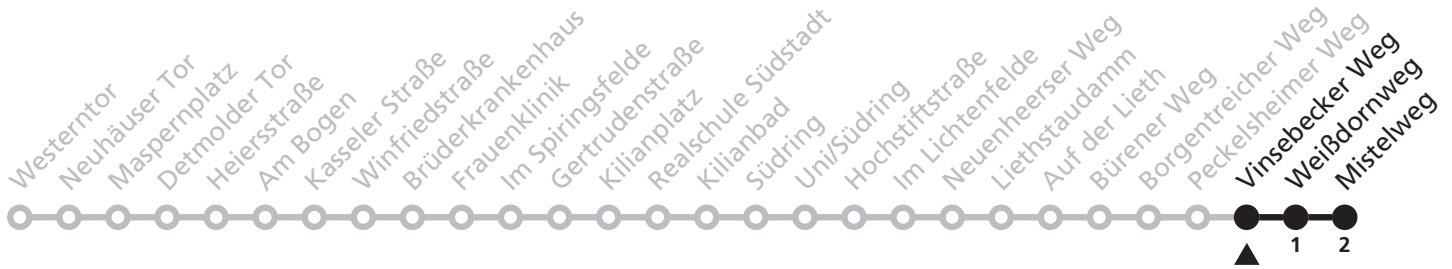 Westerntor
Neuhäuser Tor
Maspernplatz
Detmolder Tor
Heiersstraße
Am Bogen
Kasseler Straße
Winfriedstraße
Brüderkrankenhaus
Frauenklinik
Im Spiringsfelde
Gertrudenstraße
Kilianplatz
Realschule Südstadt
Kilianbad
Südring
Uni/Südring
Hochstiftstraße
Im Lichtenfelde
Neuenheerser Weg
Liethstaudamm
Auf der Lieth
Bürener Weg
Borgentreicher Weg
Peckelsheimer Weg
Vinsebecker Weg
Weißdornweg
Mistelweg
1 2